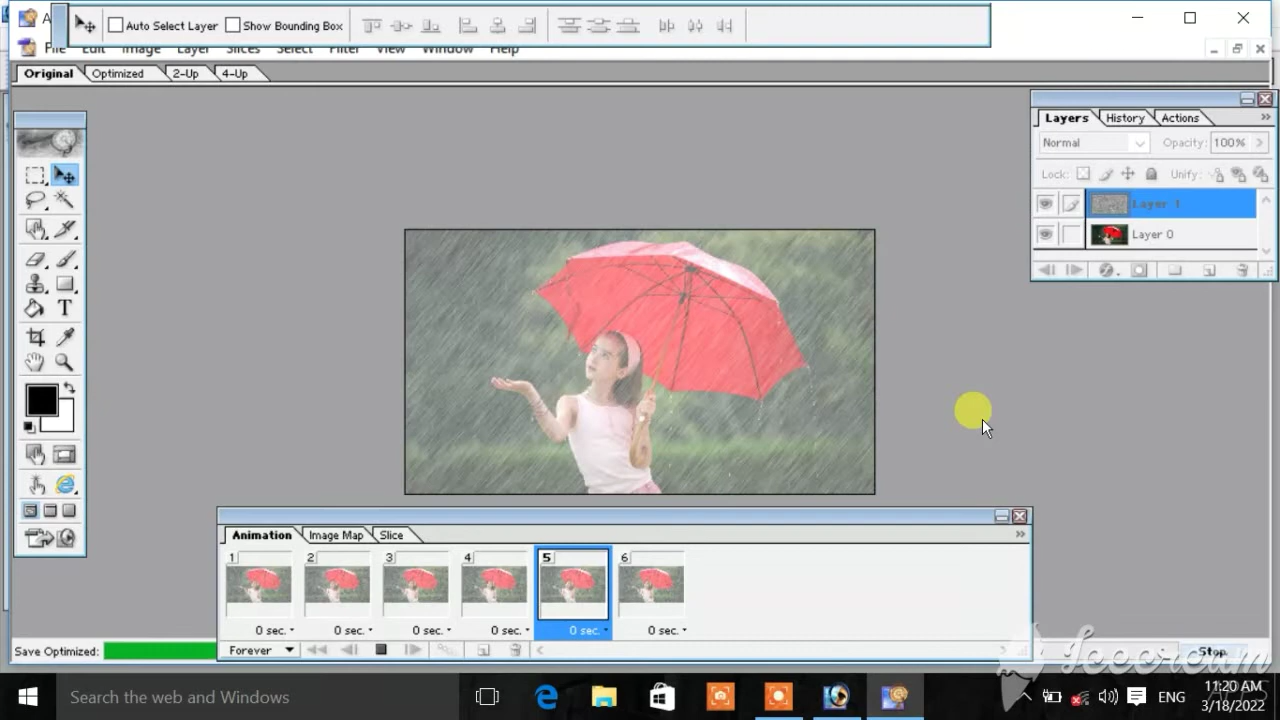 A
Auto Select Layer Show Bounding Box
File Edit Image Layer Slices Select Filter View Window Help
Original Optimized 2-Up 4-Up
Layers History Actions
Normal Opacity: 100%
Lock: Unify:
Layer 1
Layer 0
Animation Image Map Slice
1 2 3 4 5 6
0 sec. 0 sec. 0 sec. 0 sec. 0 sec. 0 sec.
Forever
Save Optimized: Stop
Search the web and Windows
ENG
11:20 AM
3/18/2022